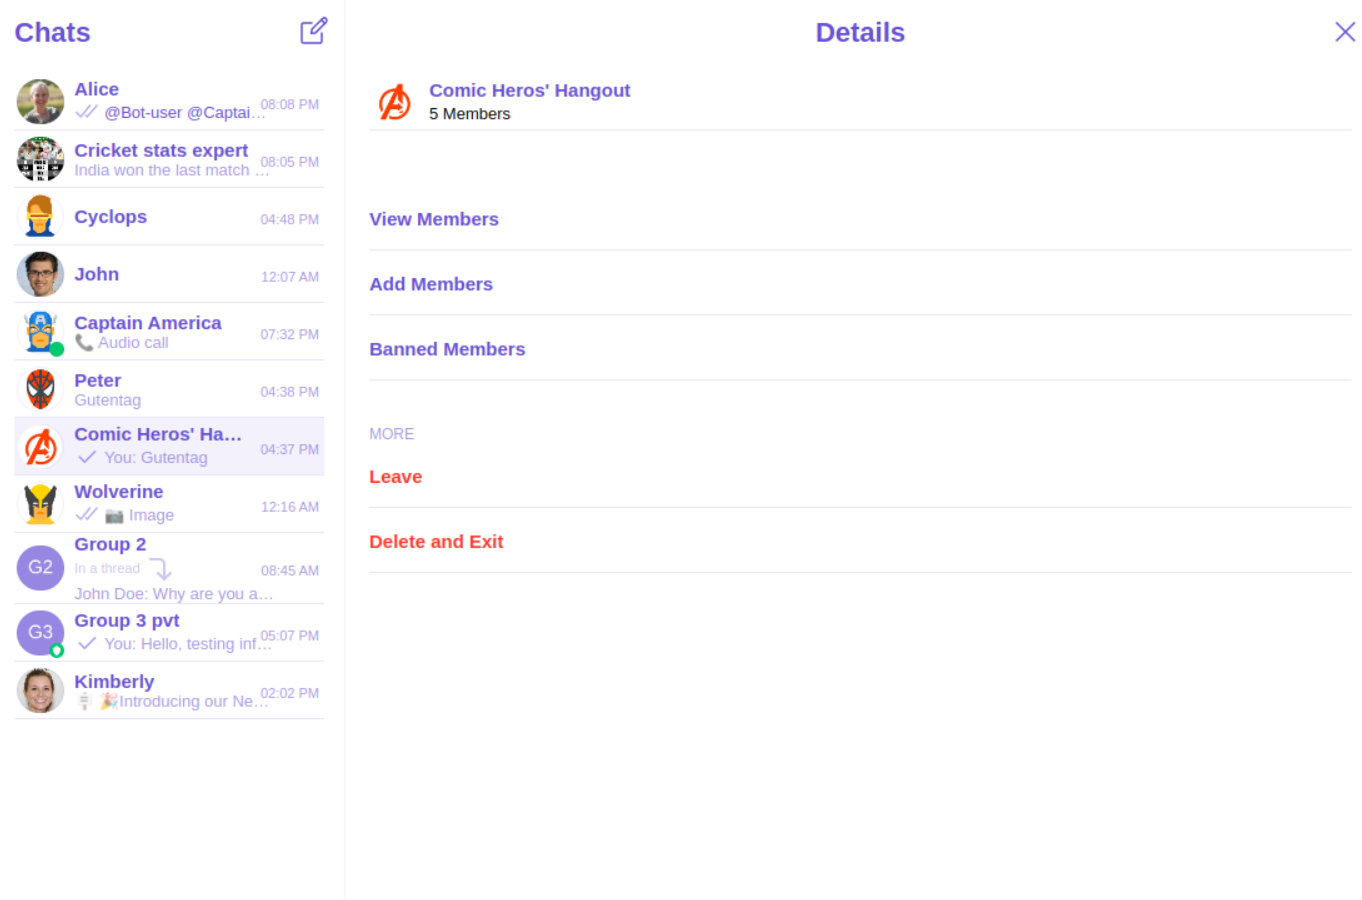 Chats
Alice
@Bot-user @Captai…
08:08 PM
Cricket stats expert
India won the last match …
08:05 PM
Cyclops
04:48 PM
John
12:07 AM
Captain America
📞 Audio call
07:32 PM
Peter
Gutentag
04:38 PM
Comic Heros' Ha…
You: Gutentag
04:37 PM
Wolverine
📷 Image
12:16 AM
G2
Group 2
In a thread
08:45 AM
John Doe: Why are you a…
G3
Group 3 pvt
You: Hello, testing inf…
05:07 PM
Kimberly
🪧 🎉Introducing our Ne…
02:02 PM
Details
Comic Heros' Hangout
5 Members
View Members
Add Members
Banned Members
MORE
Leave
Delete and Exit